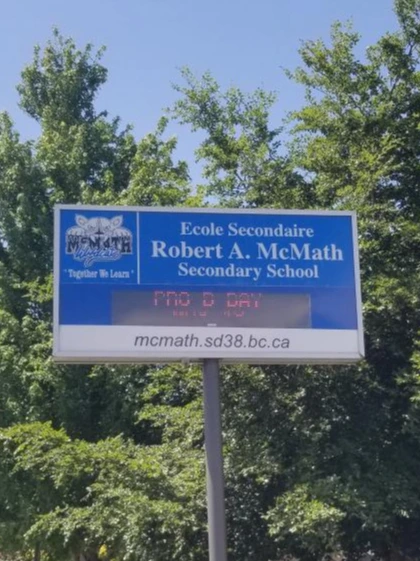 Ecole Secondaire
Robert A. McMath
Secondary School
McMATH
"Together We Learn"
PRO D DAY
mcmath.sd38.bc.ca